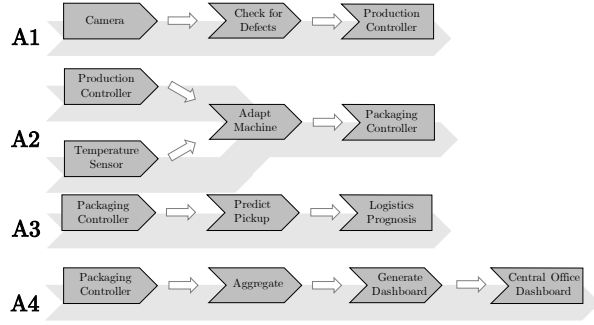 A1
Camera
Check for
Defects
Production
Controller
A2
Production
Controller
Temperature
Sensor
Adapt
Machine
Packaging
Controller
A3
Packaging
Controller
Predict
Pickup
Logistics
Prognosis
A4
Packaging
Controller
Aggregate
Generate
Dashboard
Central Office
Dashboard